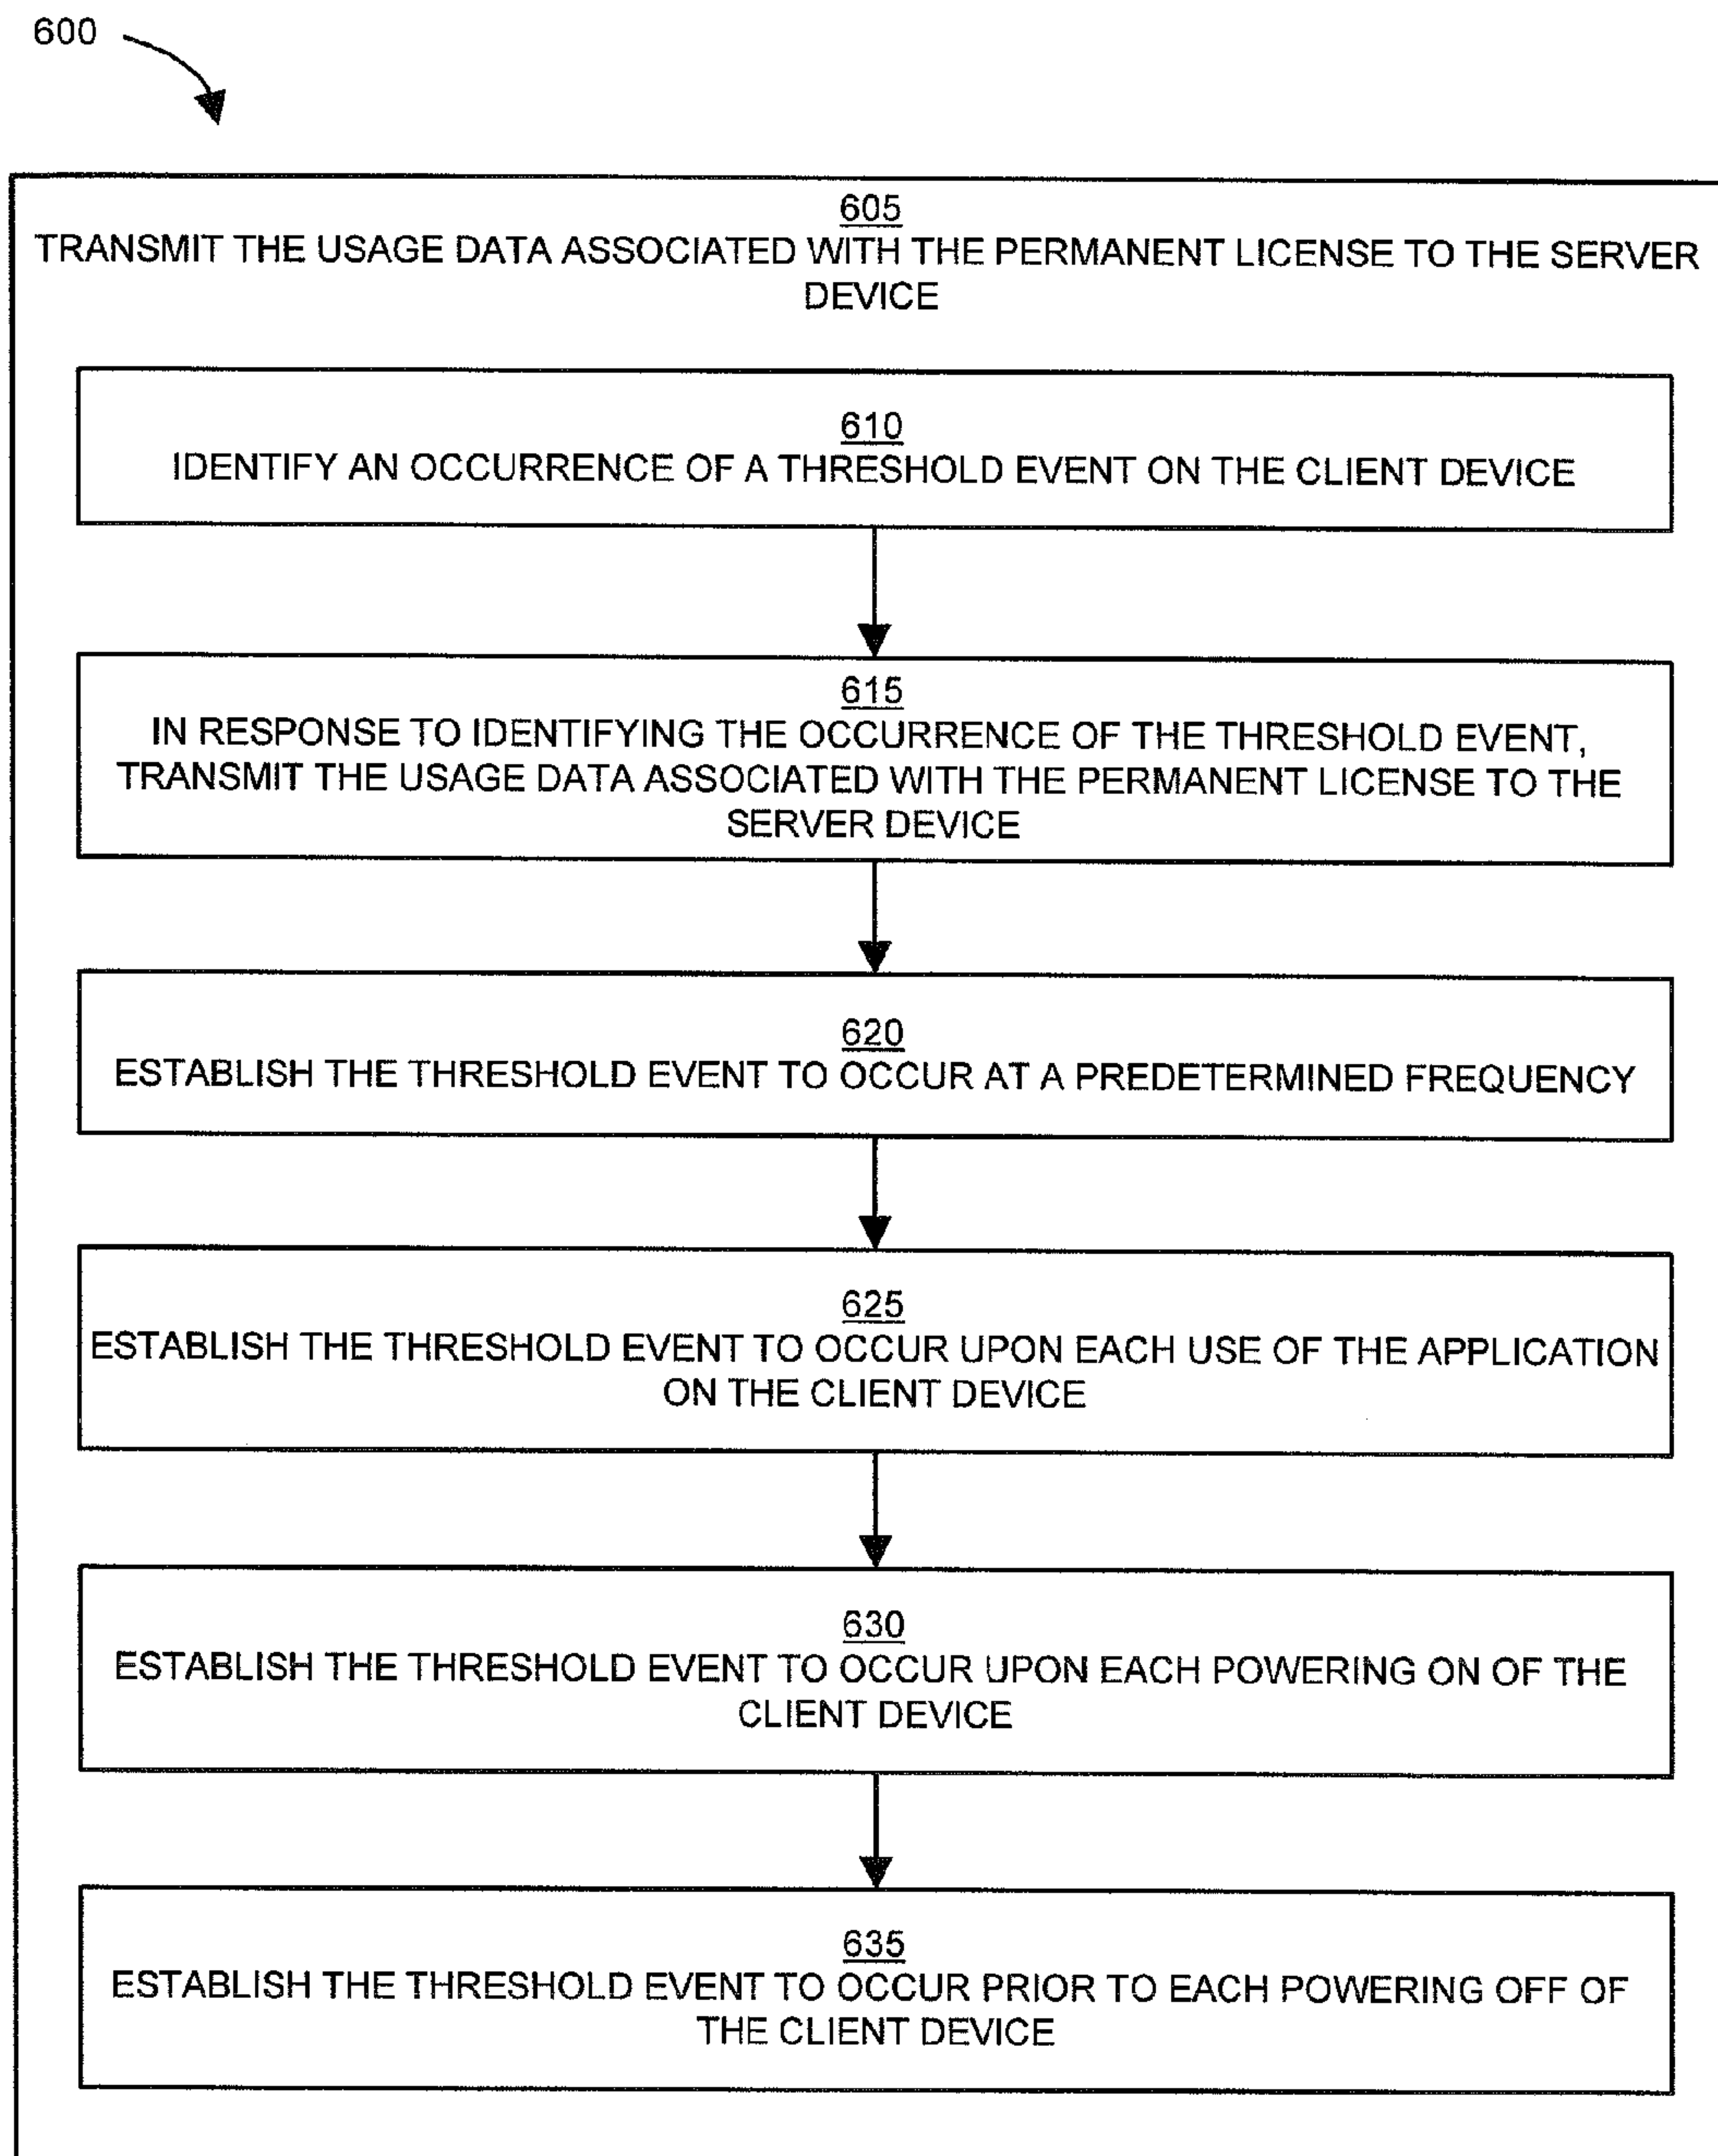 600
605
TRANSMIT THE USAGE DATA ASSOCIATED WITH THE PERMANENT LICENSE TO THE SERVER
DEVICE
610
IDENTIFY AN OCCURRENCE OF A THRESHOLD EVENT ON THE CLIENT DEVICE
615
IN RESPONSE TO IDENTIFYING THE OCCURRENCE OF THE THRESHOLD EVENT,
TRANSMIT THE USAGE DATA ASSOCIATED WITH THE PERMANENT LICENSE TO THE
SERVER DEVICE
620
ESTABLISH THE THRESHOLD EVENT TO OCCUR AT A PREDETERMINED FREQUENCY
625
ESTABLISH THE THRESHOLD EVENT TO OCCUR UPON EACH USE OF THE APPLICATION
ON THE CLIENT DEVICE
630
ESTABLISH THE THRESHOLD EVENT TO OCCUR UPON EACH POWERING ON OF THE
CLIENT DEVICE
635
ESTABLISH THE THRESHOLD EVENT TO OCCUR PRIOR TO EACH POWERING OFF OF
THE CLIENT DEVICE